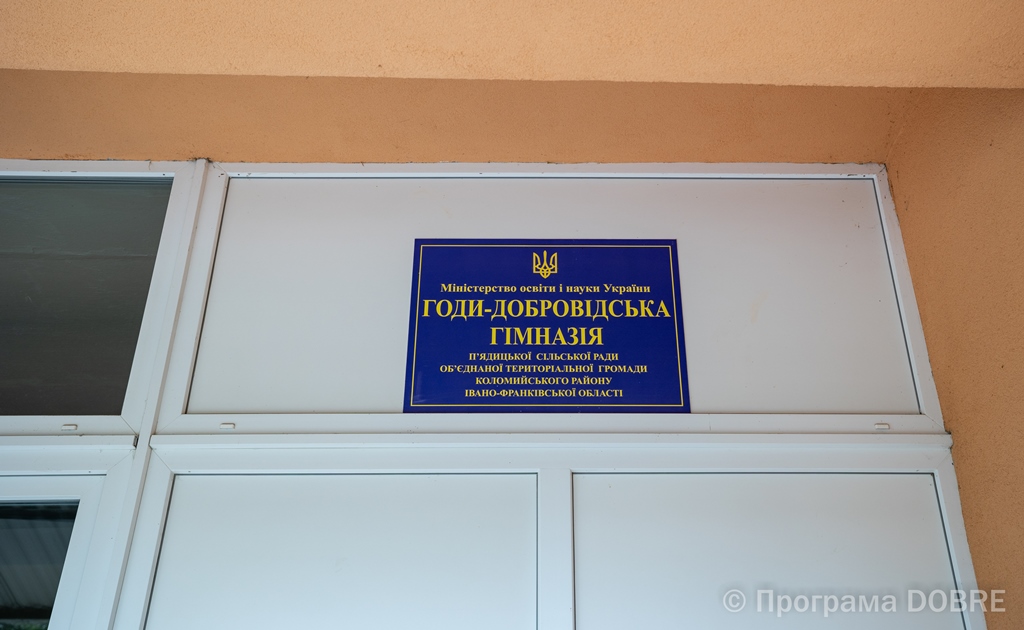 Міністерство освіти і науки України
ГОДИ-ДОБРОВІДСЬКА
ГІМНАЗІЯ
П'ЯДИЦЬКОЇ СІЛЬСЬКОЇ РАДИ
ОБ'ЄДНАНОЇ ТЕРИТОРІАЛЬНОЇ ГРОМАДИ
КОЛОМИЙСЬКОГО РАЙОНУ
ІВАНО-ФРАНКІВСЬКОЇ ОБЛАСТІ
© Програма DOBRE